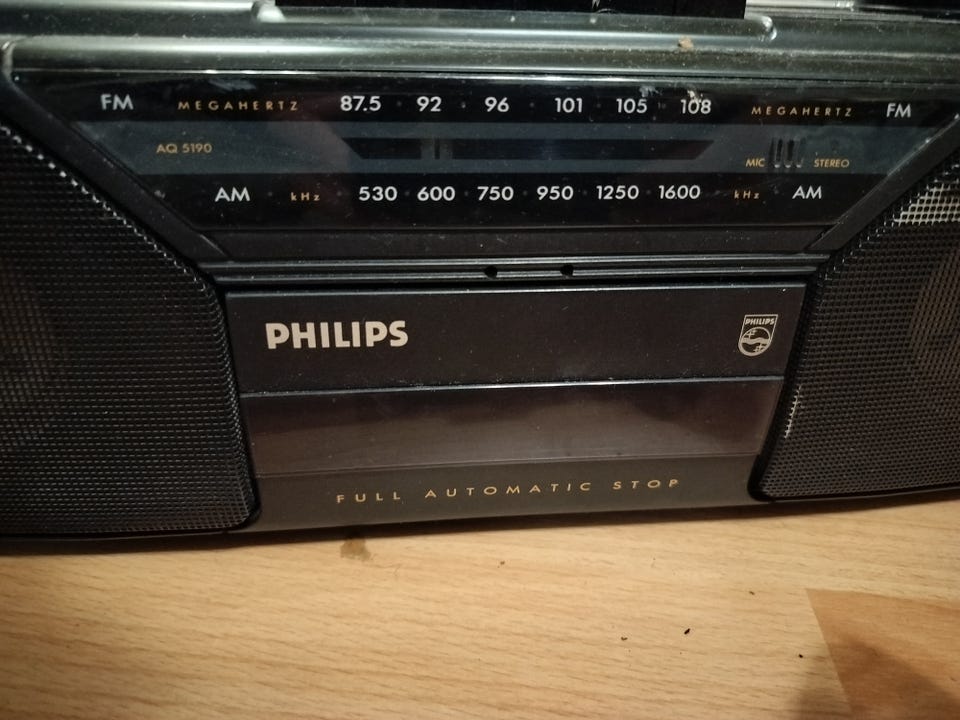 FM MEGAHERTZ 87.5 92 96 101 105 108 MEGAHERTZ FM
AQ 5190
MIC STEREO
AM kHz 530 600 750 950 1250 1600 kHz AM
PHILIPS
PHILIPS
FULL AUTOMATIC STOP